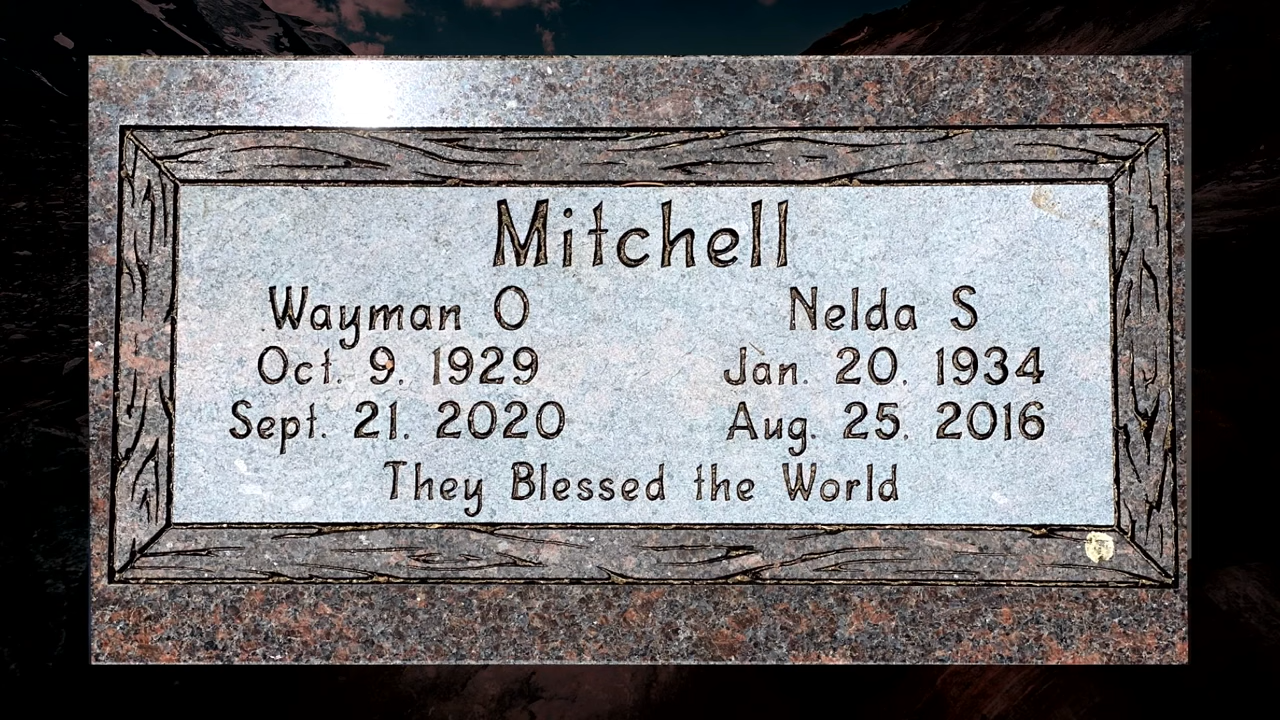 Mitchell
Wayman O Nelda S
Oct. 9, 1929 Jan. 20, 1934
Sept. 21, 2020 Aug. 25, 2016
They Blessed the World